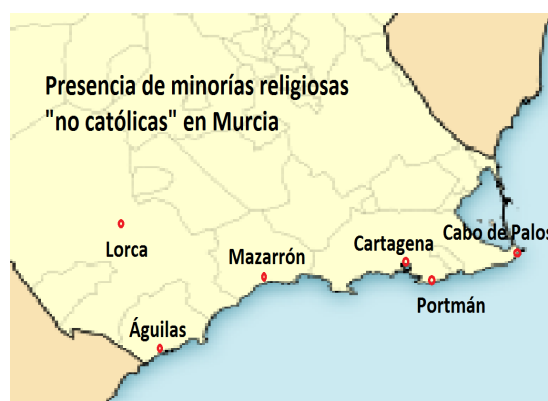 Presencia de minorías religiosas
"no católicas" en Murcia
Lorca
Mazarrón
Cartagena
Cabo de Palos
Portmán
Águilas